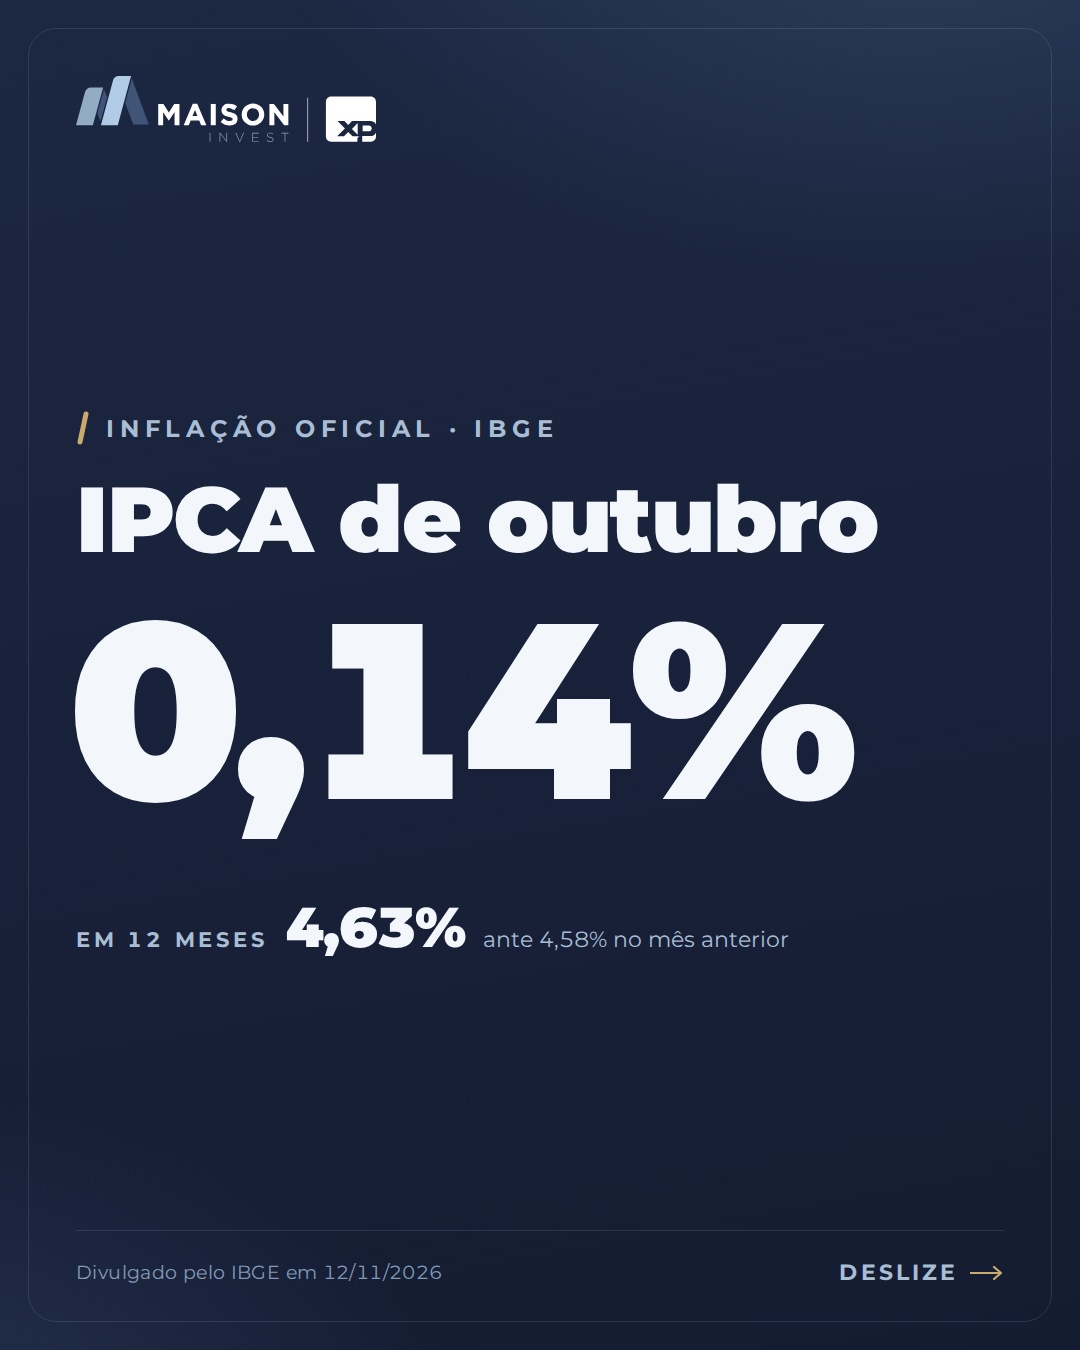 MAISON
INVEST
xp
INFLAÇÃO OFICIAL · IBGE
IPCA de outubro
0,14%
EM 12 MESES 4,63% ante 4,58% no mês anterior
Divulgado pelo IBGE em 12/11/2026
DESLIZE →